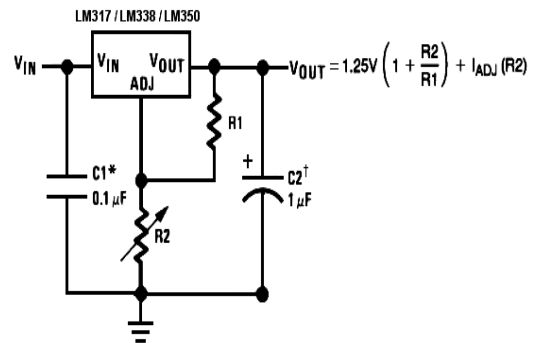 LM317 / LM338 / LM350
VIN
VIN VOUT
ADJ
VOUT = 1.25V (1 + R2/R1) + IADJ (R2)
R1
C1*
0.1 µF
R2
+
C2†
1 µF